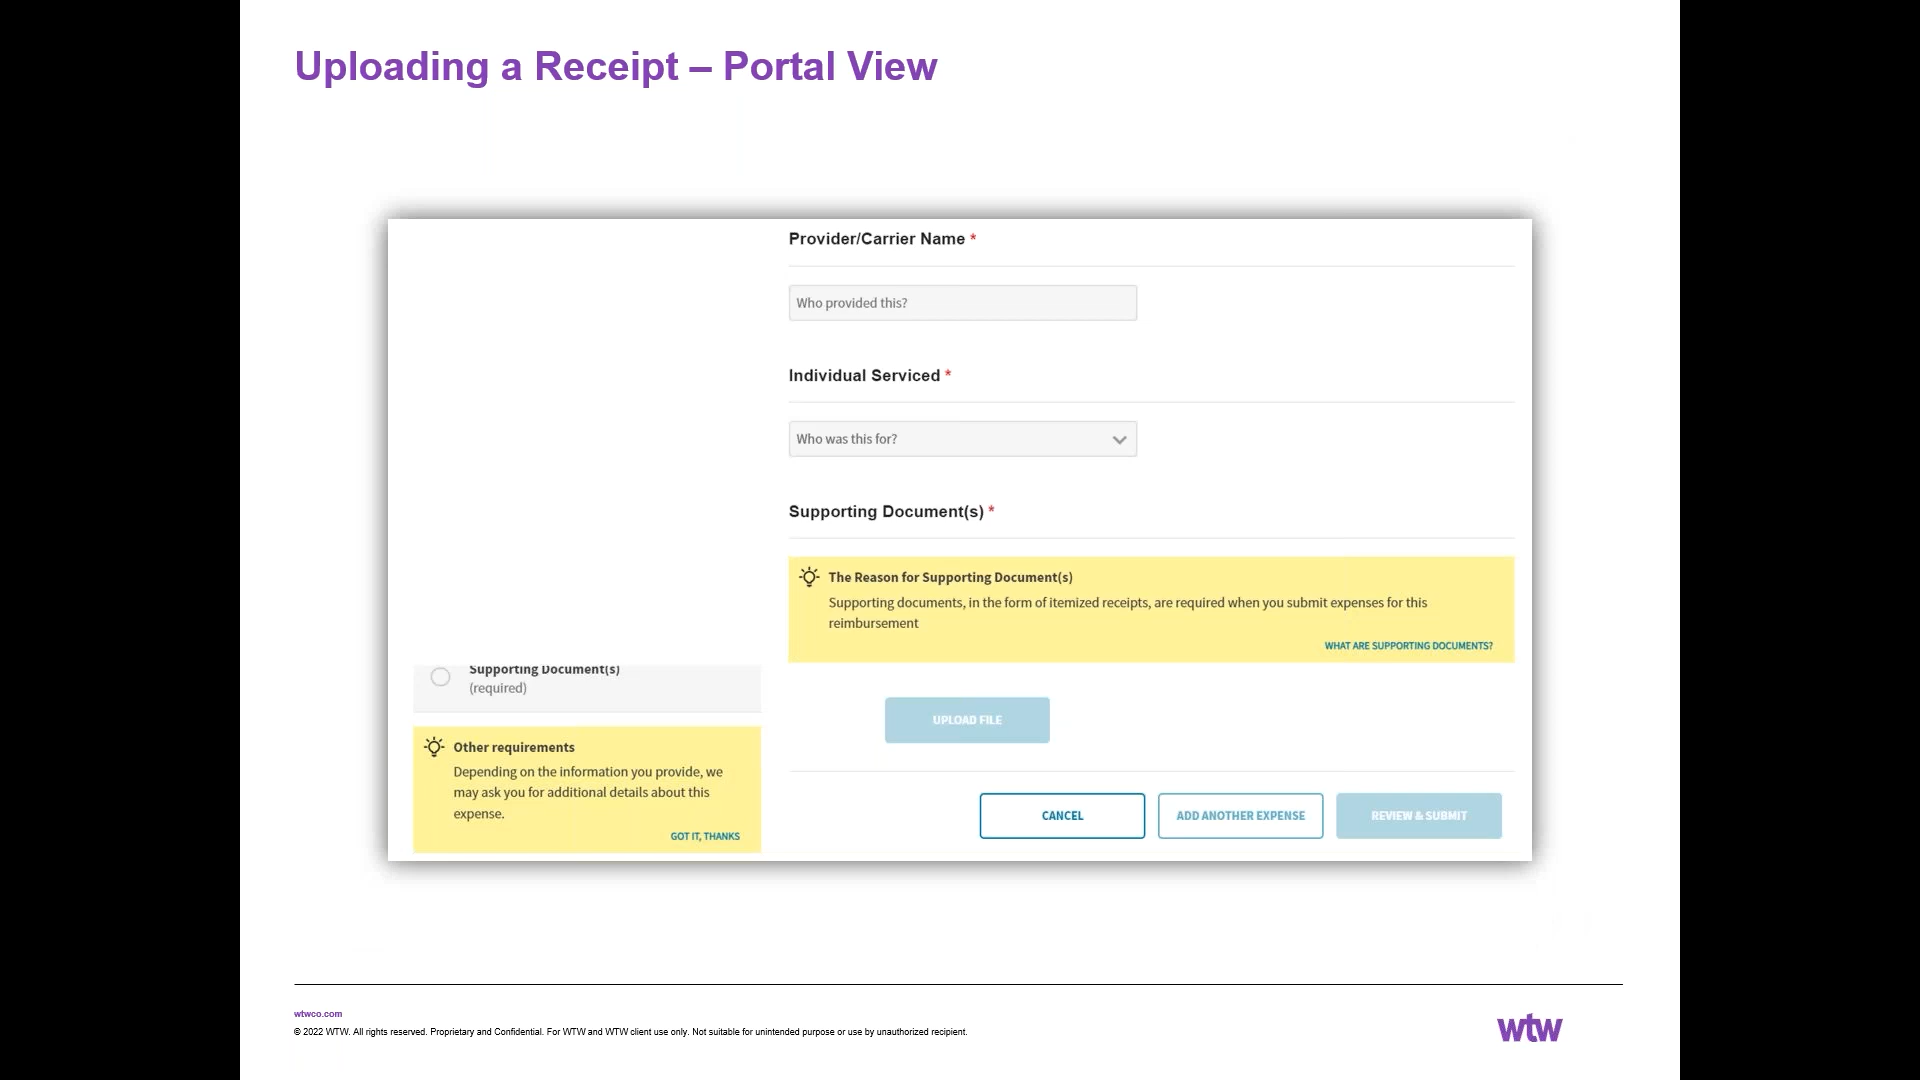 Uploading a Receipt – Portal View
Provider/Carrier Name *
Who provided this?
Individual Serviced *
Who was this for?
Supporting Document(s) *
The Reason for Supporting Document(s)
Supporting documents, in the form of itemized receipts, are required when you submit expenses for this
reimbursement
WHAT ARE SUPPORTING DOCUMENTS?
Supporting Document(s)
(required)
Other requirements
Depending on the information you provide, we
may ask you for additional details about this
expense.
GOT IT, THANKS
UPLOAD FILE
CANCEL
ADD ANOTHER EXPENSE
REVIEW & SUBMIT
wtwco.com
© 2022 WTW. All rights reserved. Proprietary and Confidential. For WTW and WTW client use only. Not suitable for unintended purpose or use by unauthorized recipient.
wtw